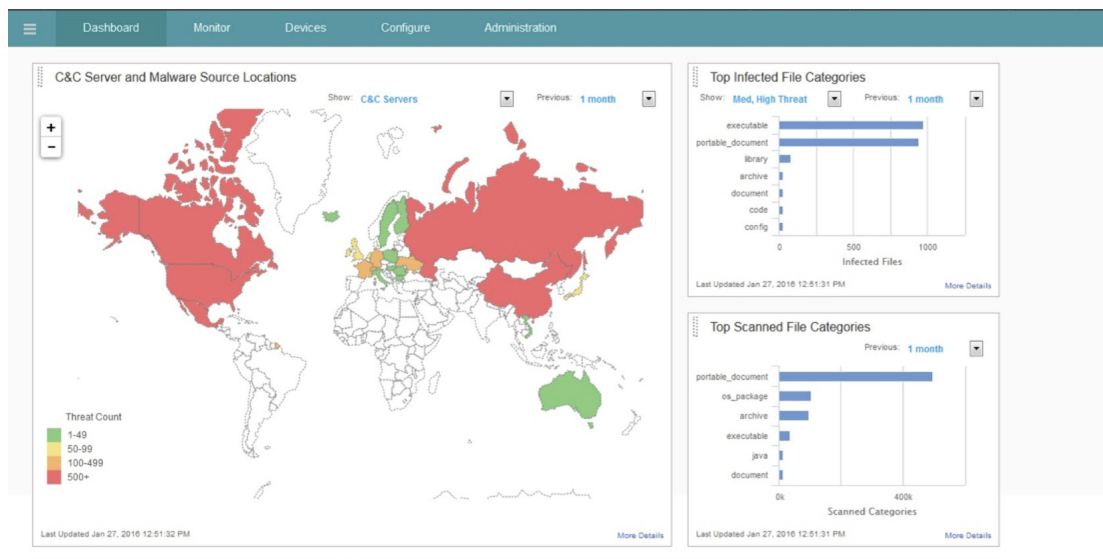 Dashboard Monitor Devices Configure Administration
C&C Server and Malware Source Locations
Show: C&C Servers Previous: 1 month
+
−
Threat Count
1-49
50-99
100-499
500+
Last Updated Jan 27, 2016 12:51:32 PM More Details
Top Infected File Categories
Show: Med, High Threat Previous: 1 month
executable
portable_document
library
archive
document
code
config
0 500 1000
Infected Files
Last Updated Jan 27, 2016 12:51:31 PM More Details
Top Scanned File Categories
Previous: 1 month
portable_document
os_package
archive
executable
java
document
0k 400k
Scanned Categories
Last Updated Jan 27, 2016 12:51:31 PM More Details